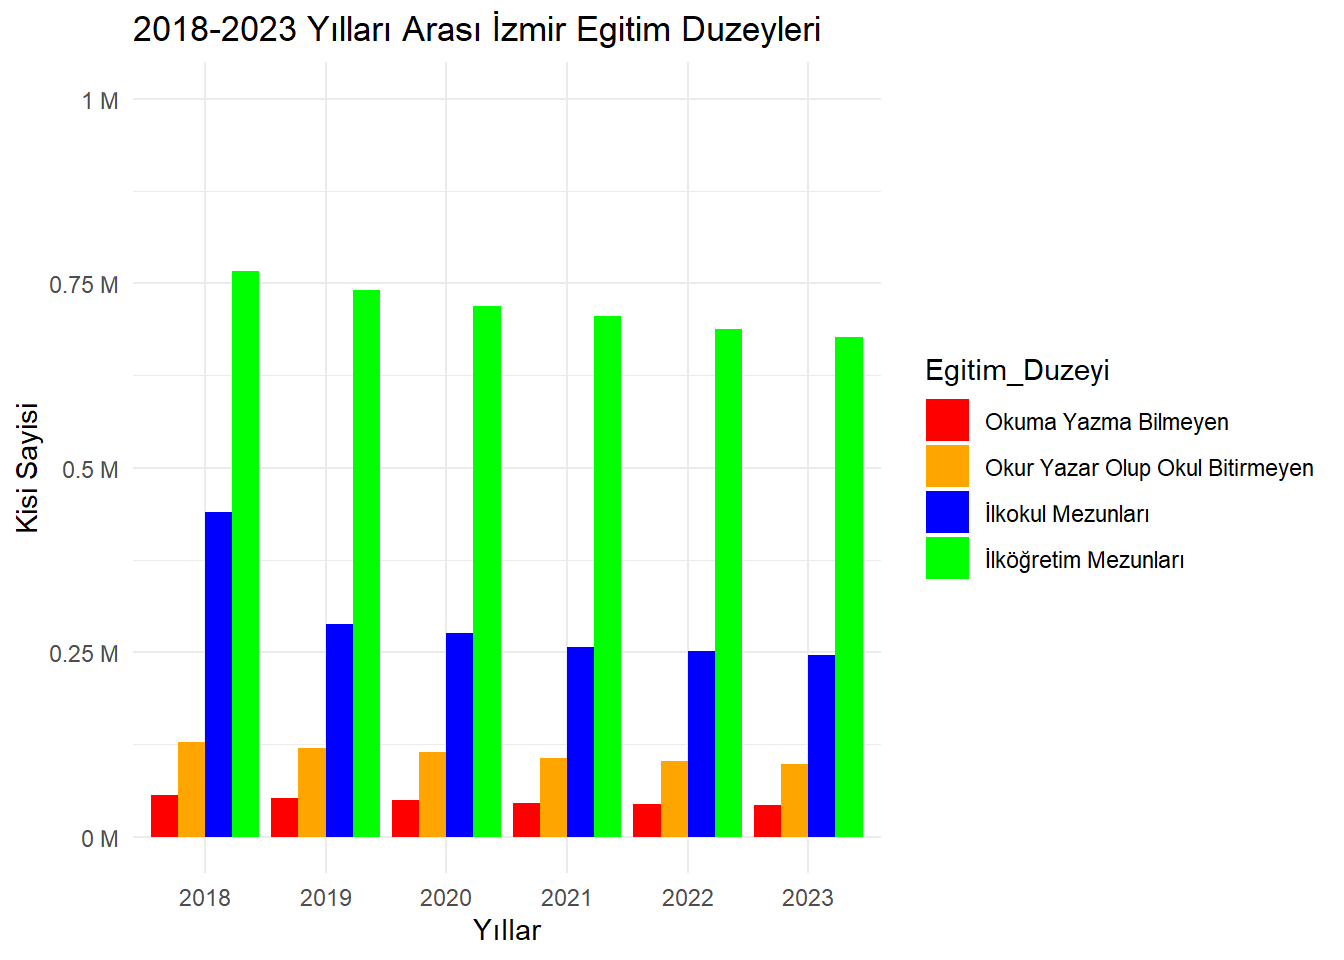 2018-2023 Yılları Arası İzmir Egitim Duzeyleri
1 M
0.75 M
0.5 M
0.25 M
0 M
Kisi Sayisi
2018 2019 2020 2021 2022 2023
Yıllar
Egitim_Duzeyi
Okuma Yazma Bilmeyen
Okur Yazar Olup Okul Bitirmeyen
İlkokul Mezunları
İlköğretim Mezunları